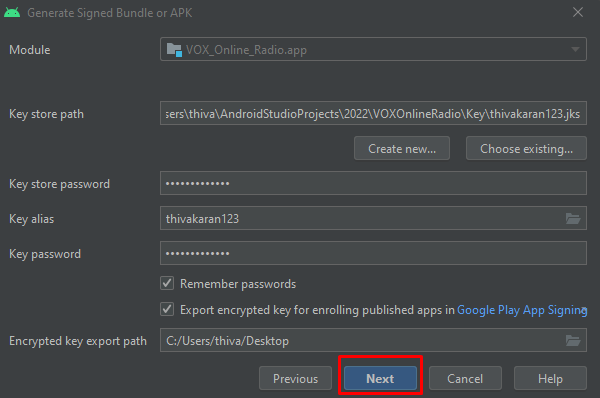 Generate Signed Bundle or APK
Module
VOX_Online_Radio.app
Key store path
sers\thiva\AndroidStudioProjects\2022\VOXOnlineRadio\Key\thivakaran123.jks
Create new...
Choose existing...
Key store password
•••••••••••••
Key alias
thivakaran123
Key password
•••••••••••••
Remember passwords
Export encrypted key for enrolling published apps in Google Play App Signing
Encrypted key export path
C:/Users/thiva/Desktop
Previous
Next
Cancel
Help